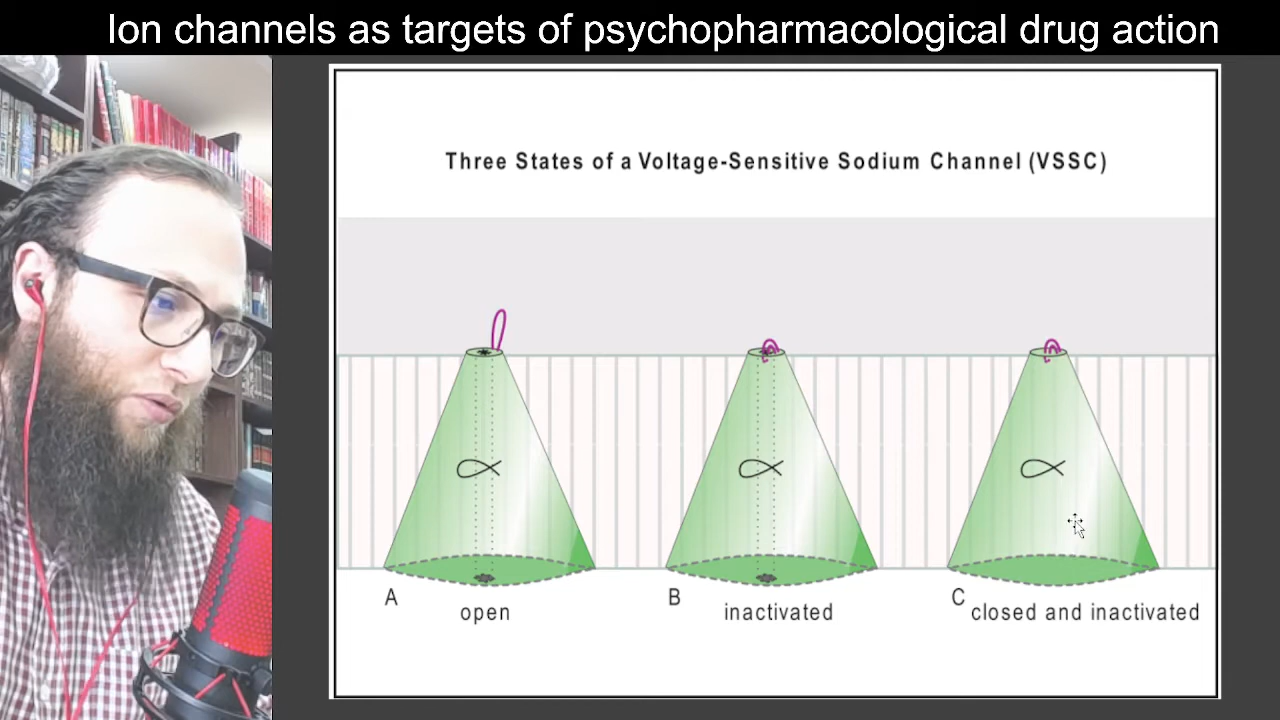 Ion channels as targets of psychopharmacological drug action
Three States of a Voltage-Sensitive Sodium Channel (VSSC)
α α α
A B C
open inactivated closed and inactivated